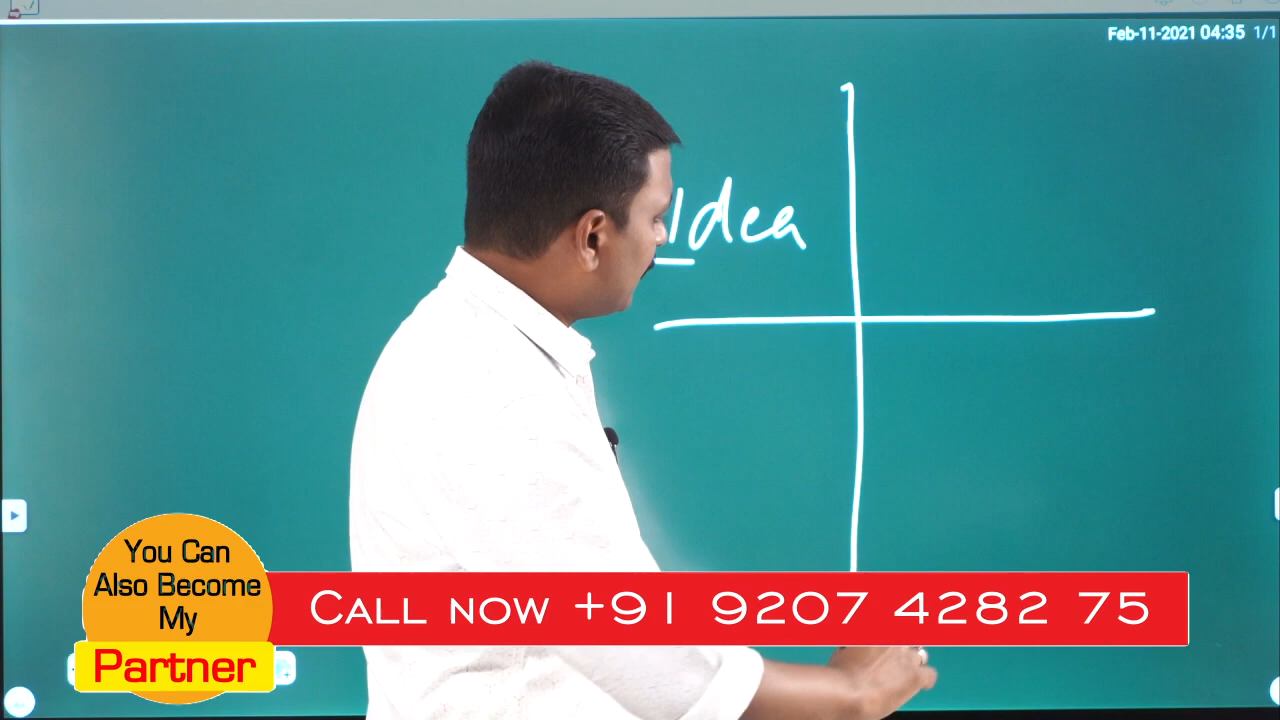 Feb-11-2021 04:35 1/1
Idea
You Can
Also Become
My
Partner
Call now +91 9207 4282 75